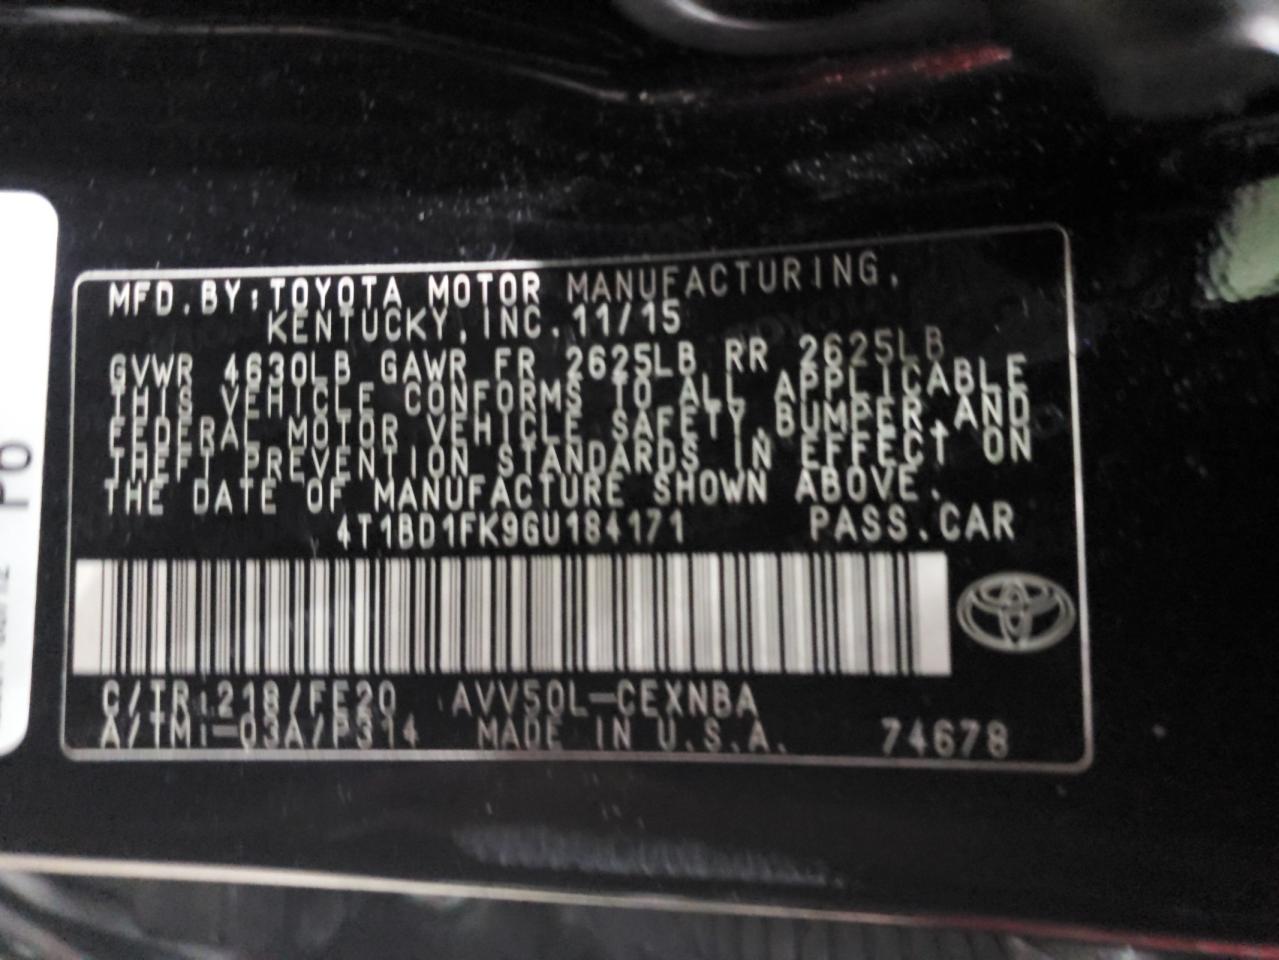 MFD.BY:TOYOTA MOTOR MANUFACTURING,
KENTUCKY,INC.11/15
GVWR 4630LB GAWR FR 2625LB RR 2625LB
THIS VEHICLE CONFORMS TO ALL APPLICABLE
FEDERAL MOTOR VEHICLE SAFETY,BUMPER,AND
THEFT PREVENTION STANDARDS IN EFFECT ON
THE DATE OF MANUFACTURE SHOWN ABOVE.
4T1BD1FK9GU184171 PASS.CAR
C/TR:218/FE20 AVV50L-CEXNBA
A/TM:-03A/P314 MADE IN U.S.A. 74678